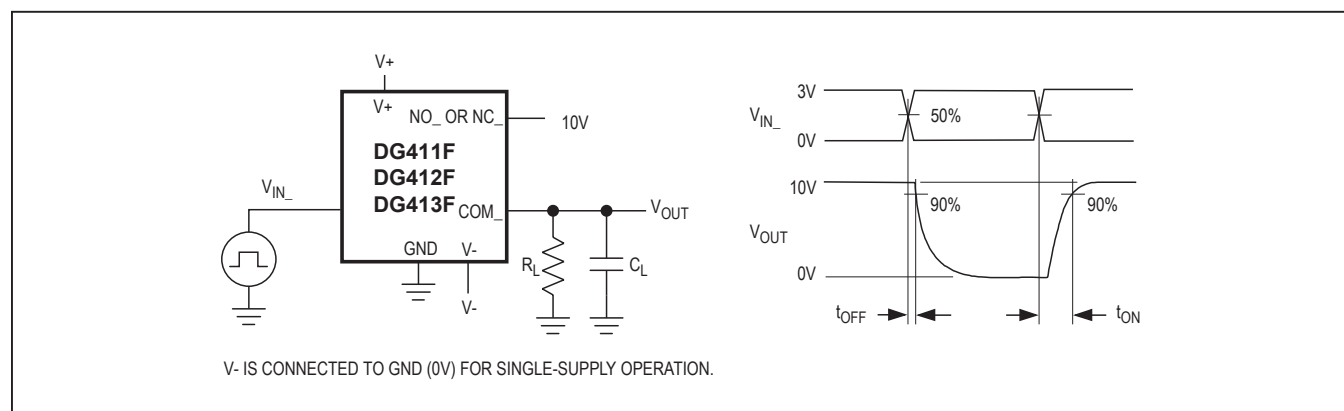 V+
V+
NO_ OR NC_
10V
DG411F
DG412F
DG413F
V_IN_
COM_
V_OUT
GND
V-
R_L
C_L
V-
V- IS CONNECTED TO GND (0V) FOR SINGLE-SUPPLY OPERATION.
3V
V_IN_
50%
0V
10V
90%
90%
V_OUT
0V
t_OFF
t_ON